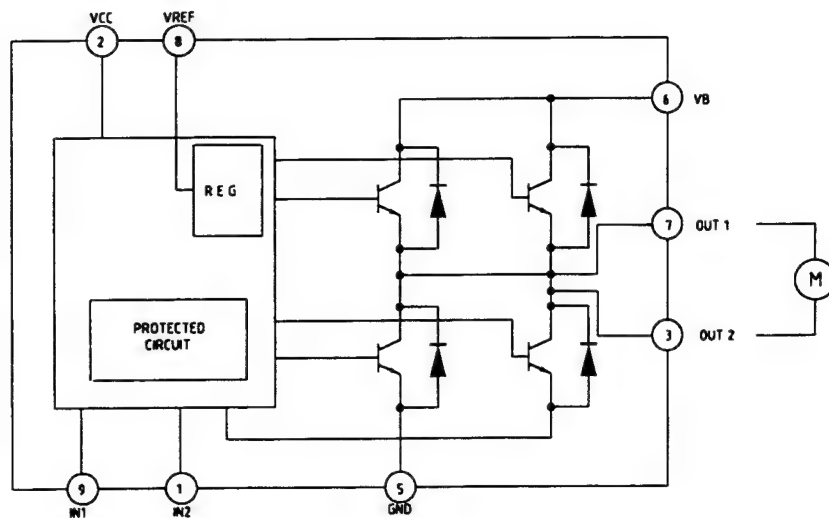 VCC VREF
2 8
6 VB
REG
7 OUT 1
M
PROTECTED
CIRCUIT
3 OUT 2
9 1 5
IN1 IN2 GND